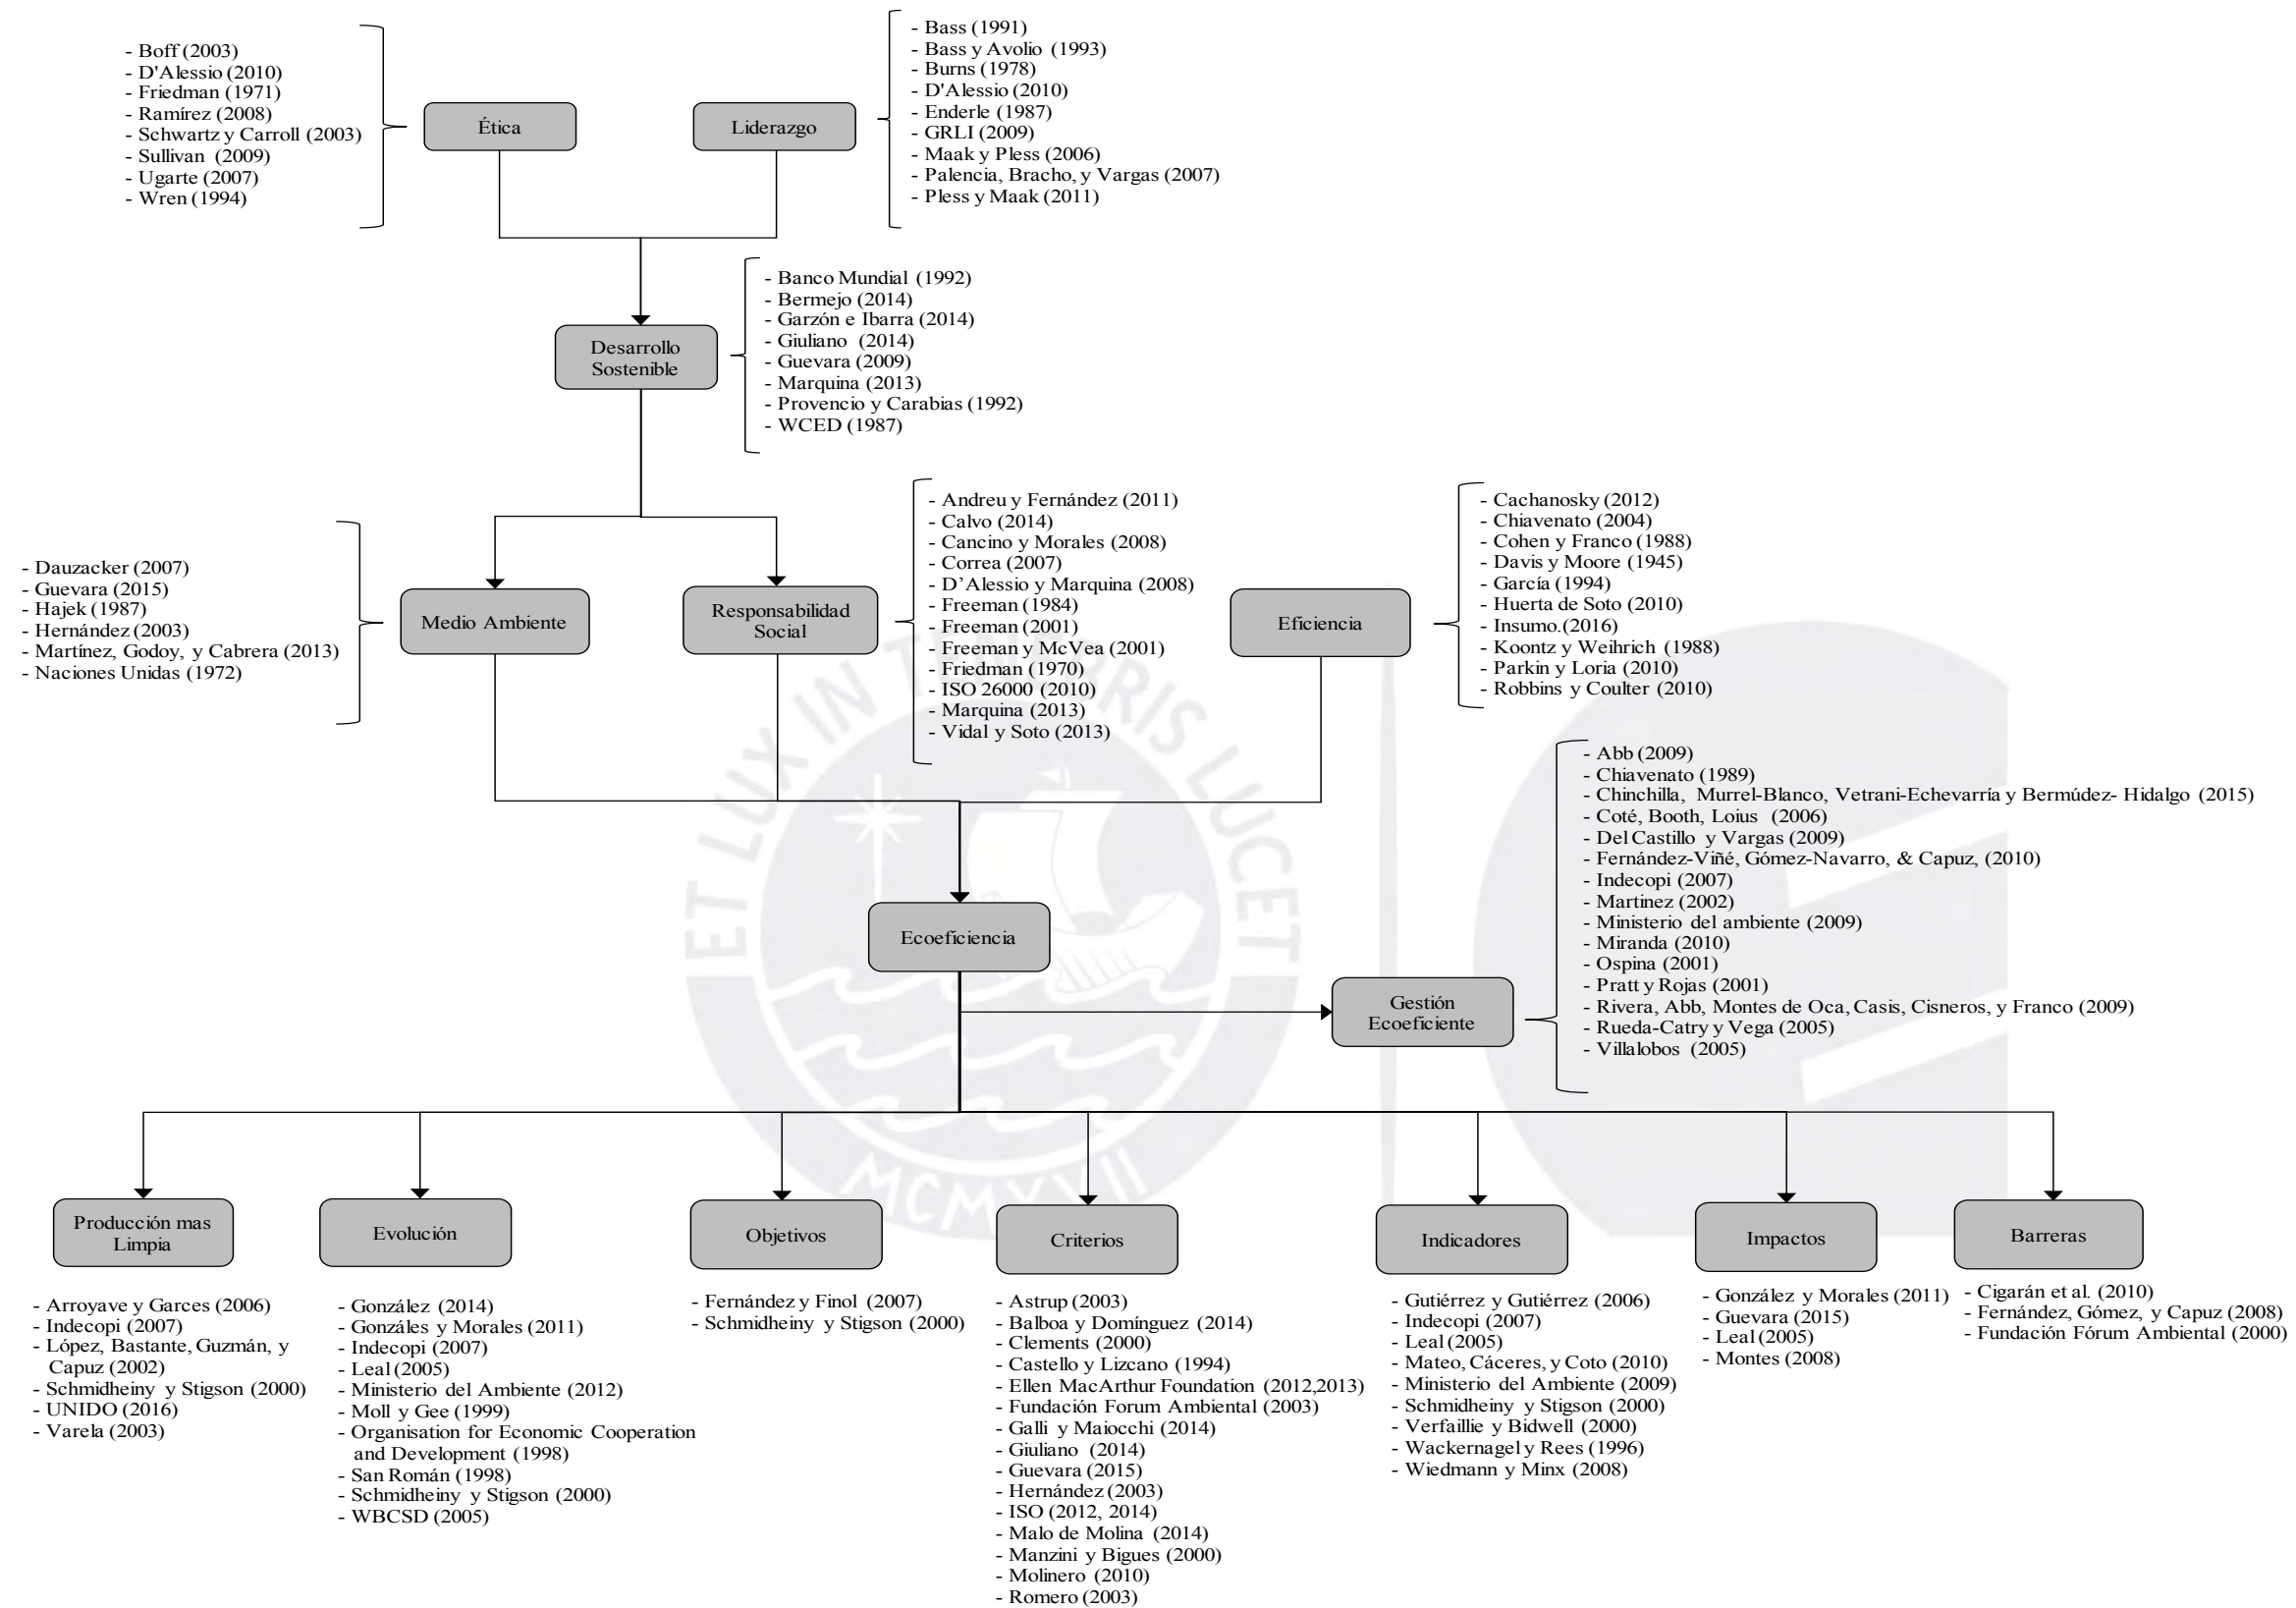 - Boff (2003)
- D'Alessio (2010)
- Friedman (1971)
- Ramírez (2008)
- Schwartz y Carroll (2003)
- Sullivan (2009)
- Ugarte (2007)
- Wren (1994)
Ética
Liderazgo
- Bass (1991)
- Bass y Avolio (1993)
- Burns (1978)
- D'Alessio (2010)
- Enderle (1987)
- GRLI (2009)
- Maak y Pless (2006)
- Palencia, Bracho, y Vargas (2007)
- Pless y Maak (2011)
Desarrollo
Sostenible
- Banco Mundial (1992)
- Bermejo (2014)
- Garzón e Ibarra (2014)
- Giuliano (2014)
- Guevara (2009)
- Marquina (2013)
- Provencio y Carabias (1992)
- WCED (1987)
- Dauzacker (2007)
- Guevara (2015)
- Hajek (1987)
- Hernández (2003)
- Martínez, Godoy, y Cabrera (2013)
- Naciones Unidas (1972)
Medio Ambiente
Responsabilidad
Social
- Andreu y Fernández (2011)
- Calvo (2014)
- Cancino y Morales (2008)
- Correa (2007)
- D’Alessio y Marquina (2008)
- Freeman (1984)
- Freeman (2001)
- Freeman y McVea (2001)
- Friedman (1970)
- ISO 26000 (2010)
- Marquina (2013)
- Vidal y Soto (2013)
Eficiencia
- Cachanosky (2012)
- Chiavenato (2004)
- Cohen y Franco (1988)
- Davis y Moore (1945)
- García (1994)
- Huerta de Soto (2010)
- Insumo.(2016)
- Koontz y Weihrich (1988)
- Parkin y Loria (2010)
- Robbins y Coulter (2010)
ET LUX IN TENEBRIS LUCET
MCMXVII
Ecoeficiencia
Gestión
Ecoeficiente
- Abb (2009)
- Chiavenato (1989)
- Chinchilla, Murrel-Blanco, Vetrani-Echevarría y Bermúdez- Hidalgo (2015)
- Coté, Booth, Loius (2006)
- Del Castillo y Vargas (2009)
- Fernández-Viñé, Gómez-Navarro, & Capuz, (2010)
- Indecopi (2007)
- Martinez (2002)
- Ministerio del ambiente (2009)
- Miranda (2010)
- Ospina (2001)
- Pratt y Rojas (2001)
- Rivera, Abb, Montes de Oca, Casis, Cisneros, y Franco (2009)
- Rueda-Catry y Vega (2005)
- Villalobos (2005)
Producción mas
Limpia
- Arroyave y Garces (2006)
- Indecopi (2007)
- López, Bastante, Guzmán, y
Capuz (2002)
- Schmidheiny y Stigson (2000)
- UNIDO (2016)
- Varela (2003)
Evolución
- González (2014)
- Gonzáles y Morales (2011)
- Indecopi (2007)
- Leal (2005)
- Ministerio del Ambiente (2012)
- Moll y Gee (1999)
- Organisation for Economic Cooperation
and Development (1998)
- San Román (1998)
- Schmidheiny y Stigson (2000)
- WBCSD (2005)
Objetivos
- Fernández y Finol (2007)
- Schmidheiny y Stigson (2000)
Criterios
- Astrup (2003)
- Balboa y Domínguez (2014)
- Clements (2000)
- Castello y Lizcano (1994)
- Ellen MacArthur Foundation (2012,2013)
- Fundación Forum Ambiental (2003)
- Galli y Maiocchi (2014)
- Giuliano (2014)
- Guevara (2015)
- Hernández (2003)
- ISO (2012, 2014)
- Malo de Molina (2014)
- Manzini y Bigues (2000)
- Molinero (2010)
- Romero (2003)
Indicadores
- Gutiérrez y Gutiérrez (2006)
- Indecopi (2007)
- Leal (2005)
- Mateo, Cáceres, y Coto (2010)
- Ministerio del Ambiente (2009)
- Schmidheiny y Stigson (2000)
- Verfaillie y Bidwell (2000)
- Wackernagel y Rees (1996)
- Wiedmann y Minx (2008)
Impactos
- González y Morales (2011)
- Guevara (2015)
- Leal (2005)
- Montes (2008)
Barreras
- Cigarán et al. (2010)
- Fernández, Gómez, y Capuz (2008)
- Fundación Fórum Ambiental (2000)